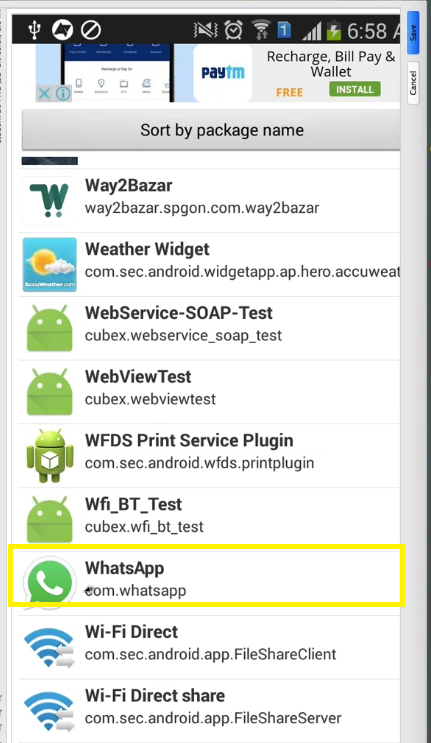 1
6:58 A
Recharge, Bill Pay &
Wallet
paytm
FREE
INSTALL
Sort by package name
Way2Bazar
way2bazar.spgon.com.way2bazar
Weather Widget
com.sec.android.widgetapp.ap.hero.accuweat
AccuWeather.com
WebService-SOAP-Test
cubex.webservice_soap_test
WebViewTest
cubex.webviewtest
WFDS Print Service Plugin
com.sec.android.wfds.printplugin
Wfi_BT_Test
cubex.wfi_bt_test
WhatsApp
com.whatsapp
Wi-Fi Direct
com.sec.android.app.FileShareClient
Wi-Fi Direct share
com.sec.android.app.FileShareServer
Save
Cancel